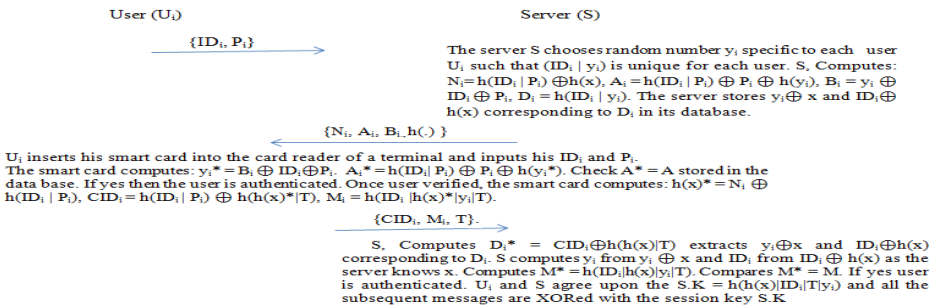 User (Uᵢ) Server (S)
{IDᵢ, Pᵢ}
The server S chooses random number yᵢ specific to each user
Uᵢ such that (IDᵢ | yᵢ) is unique for each user. S, Computes:
Nᵢ=h(IDᵢ | Pᵢ) ⊕h(x), Aᵢ =h(IDᵢ | Pᵢ) ⊕ Pᵢ ⊕ h(yᵢ), Bᵢ = yᵢ ⊕
IDᵢ ⊕ Pᵢ, Dᵢ = h(IDᵢ | yᵢ). The server stores yᵢ⊕ x and IDᵢ⊕
h(x) corresponding to Dᵢ in its database.
{Nᵢ, Aᵢ, Bᵢ, h(.) }
Uᵢ inserts his smart card into the card reader of a terminal and inputs his IDᵢ and Pᵢ.
The smart card computes: yᵢ* = Bᵢ ⊕ IDᵢ⊕Pᵢ. Aᵢ* =h(IDᵢ| Pᵢ) ⊕ Pᵢ ⊕ h(yᵢ*). Check A* = A stored in the
data base. If yes then the user is authenticated. Once user verified, the smart card computes: h(x)* = Nᵢ ⊕
h(IDᵢ | Pᵢ), CIDᵢ = h(IDᵢ | Pᵢ) ⊕ h(h(x)*|T), Mᵢ = h(IDᵢ |h(x)*|yᵢ|T).
{CIDᵢ, Mᵢ, T}.
S, Computes Dᵢ* = CIDᵢ⊕h(h(x)|T) extracts yᵢ⊕x and IDᵢ⊕h(x)
corresponding to Dᵢ. S computes yᵢ from yᵢ ⊕ x and IDᵢ from IDᵢ ⊕ h(x) as the
server knows x. Computes M* = h(IDᵢ|h(x)|yᵢ|T). Compares M* = M. If yes user
is authenticated. Uᵢ and S agree upon the S.K = h(h(x)|IDᵢ|T|yᵢ) and all the
subsequent messages are XORed with the session key S.K